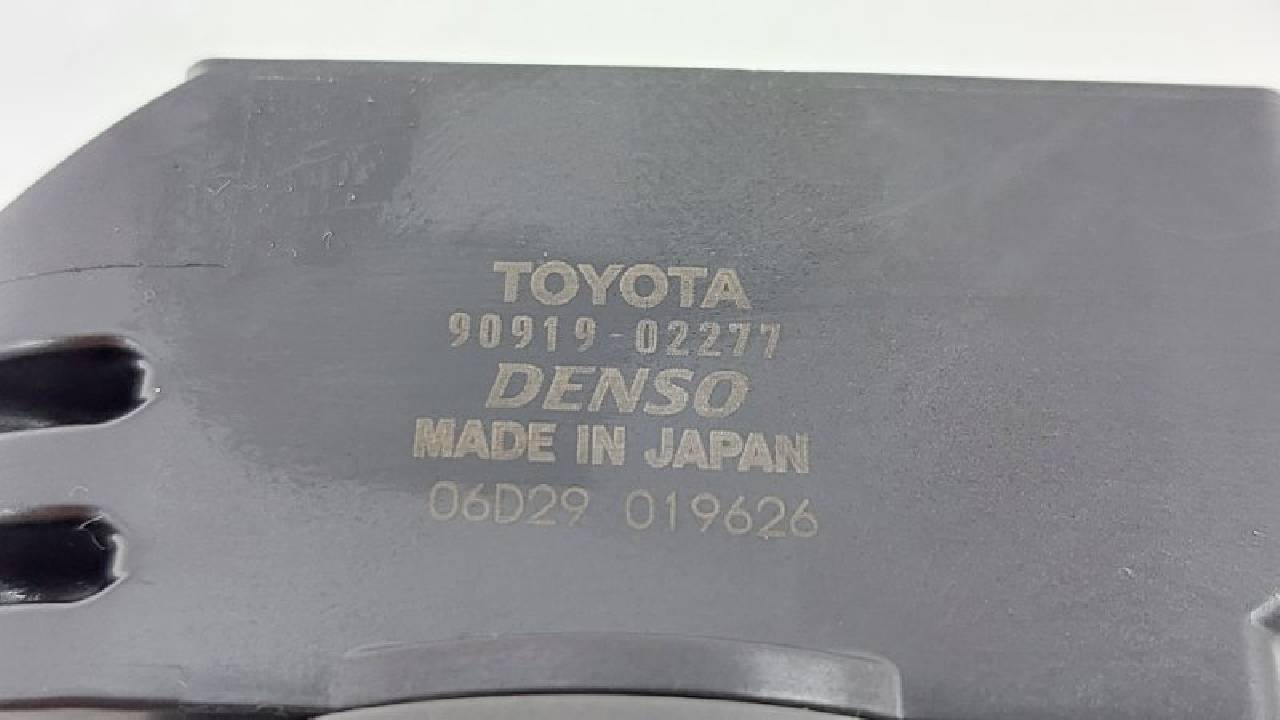 TOYOTA
90919-02277
DENSO
MADE IN JAPAN
06D29 019626